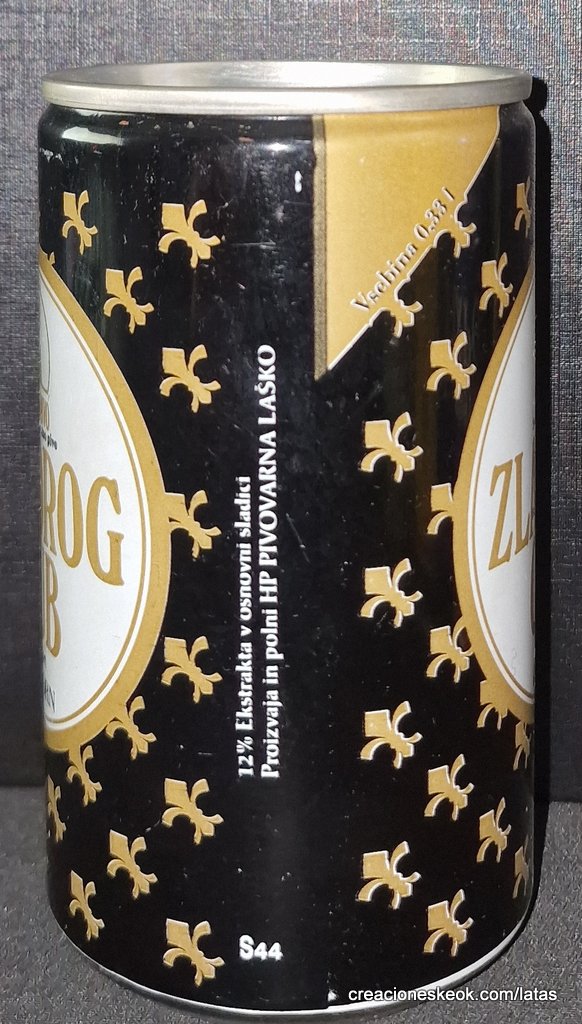 Vsebina 0.33 l
ROG
ZL
12% Ekstrakta v osnovni sladici
Proizvaja in polni HP PIVOVARNA LAŠKO
S44
creacioneskeok.com/latas